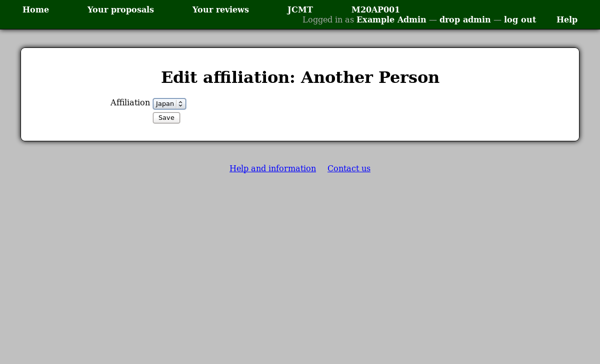 Home Your proposals Your reviews JCMT M20AP001
Logged in as Example Admin — drop admin — log out Help
Edit affiliation: Another Person
Affiliation Japan
Save
Help and information Contact us